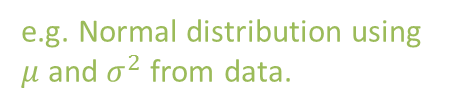 e.g. Normal distribution using
μ and σ² from data.